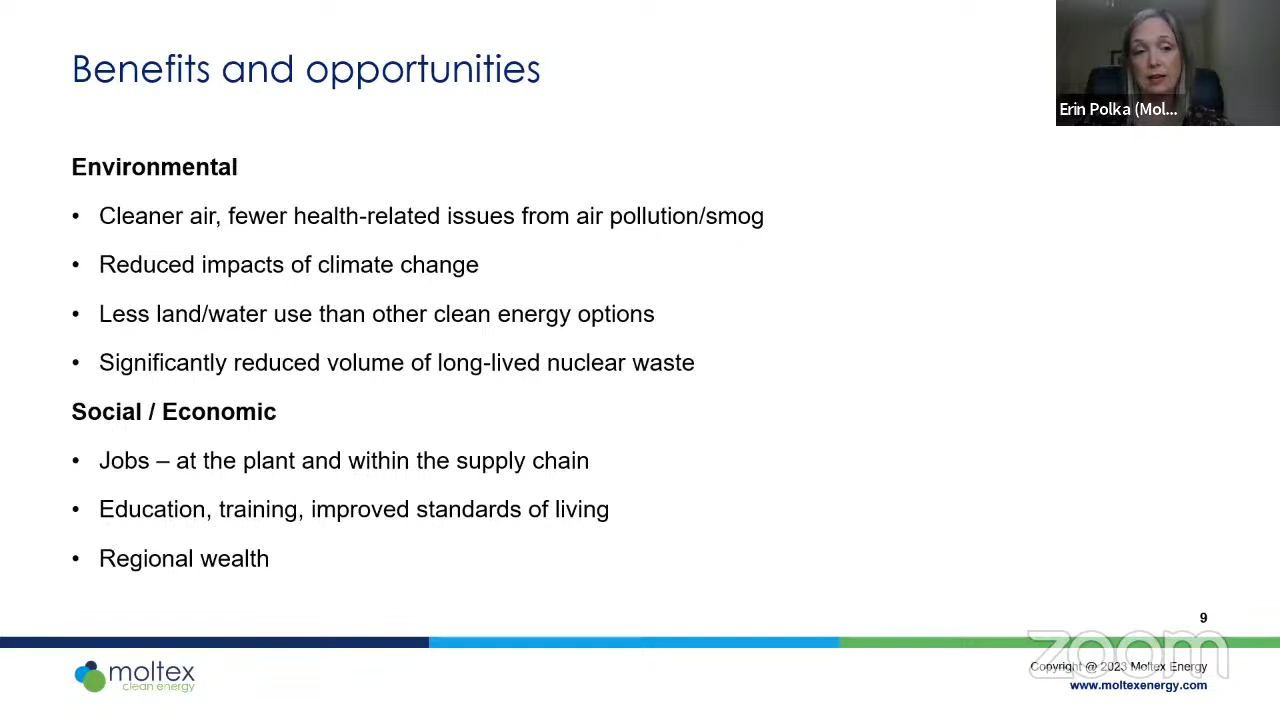 Benefits and opportunities
Erin Polka (Mol...
Environmental
• Cleaner air, fewer health-related issues from air pollution/smog
• Reduced impacts of climate change
• Less land/water use than other clean energy options
• Significantly reduced volume of long-lived nuclear waste
Social / Economic
• Jobs – at the plant and within the supply chain
• Education, training, improved standards of living
• Regional wealth
9
zoom
moltex
clean energy
Copyright @ 2023 Moltex Energy
www.moltexenergy.com